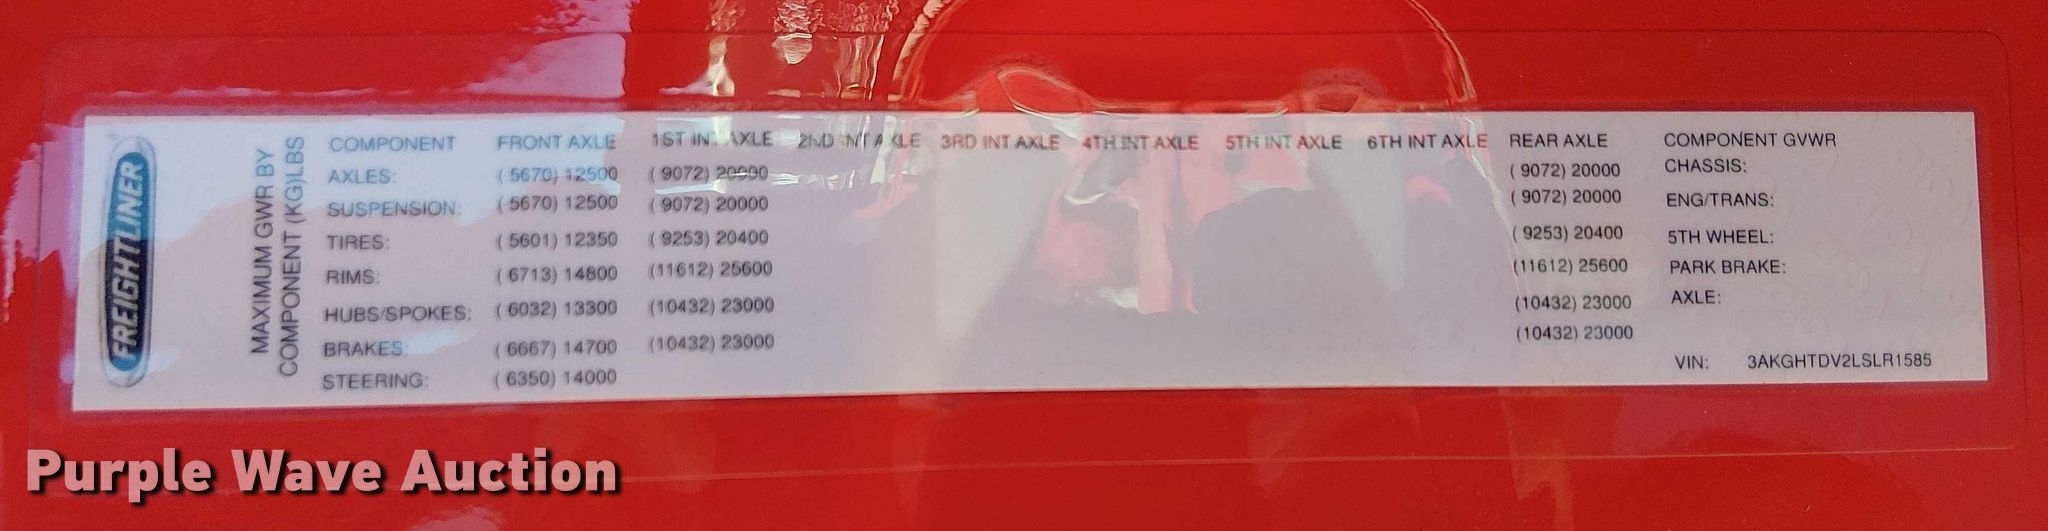 FREIGHTLINER
MAXIMUM GWR BY
COMPONENT (KG)LBS
COMPONENT FRONT AXLE 1ST INT AXLE 2ND INT AXLE 3RD INT AXLE 4TH INT AXLE 5TH INT AXLE 6TH INT AXLE REAR AXLE COMPONENT GVWR
AXLES: ( 5670) 12500 ( 9072) 20000 ( 9072) 20000 CHASSIS:
SUSPENSION: ( 5670) 12500 ( 9072) 20000 ( 9072) 20000 ENG/TRANS:
TIRES: ( 5601) 12350 ( 9253) 20400 ( 9253) 20400 5TH WHEEL:
RIMS: ( 6713) 14800 (11612) 25600 (11612) 25600 PARK BRAKE:
HUBS/SPOKES: ( 6032) 13300 (10432) 23000 (10432) 23000 AXLE:
BRAKES: ( 6667) 14700 (10432) 23000 (10432) 23000
STEERING: ( 6350) 14000 VIN: 3AKGHTDV2LSLR1585
Purple Wave Auction